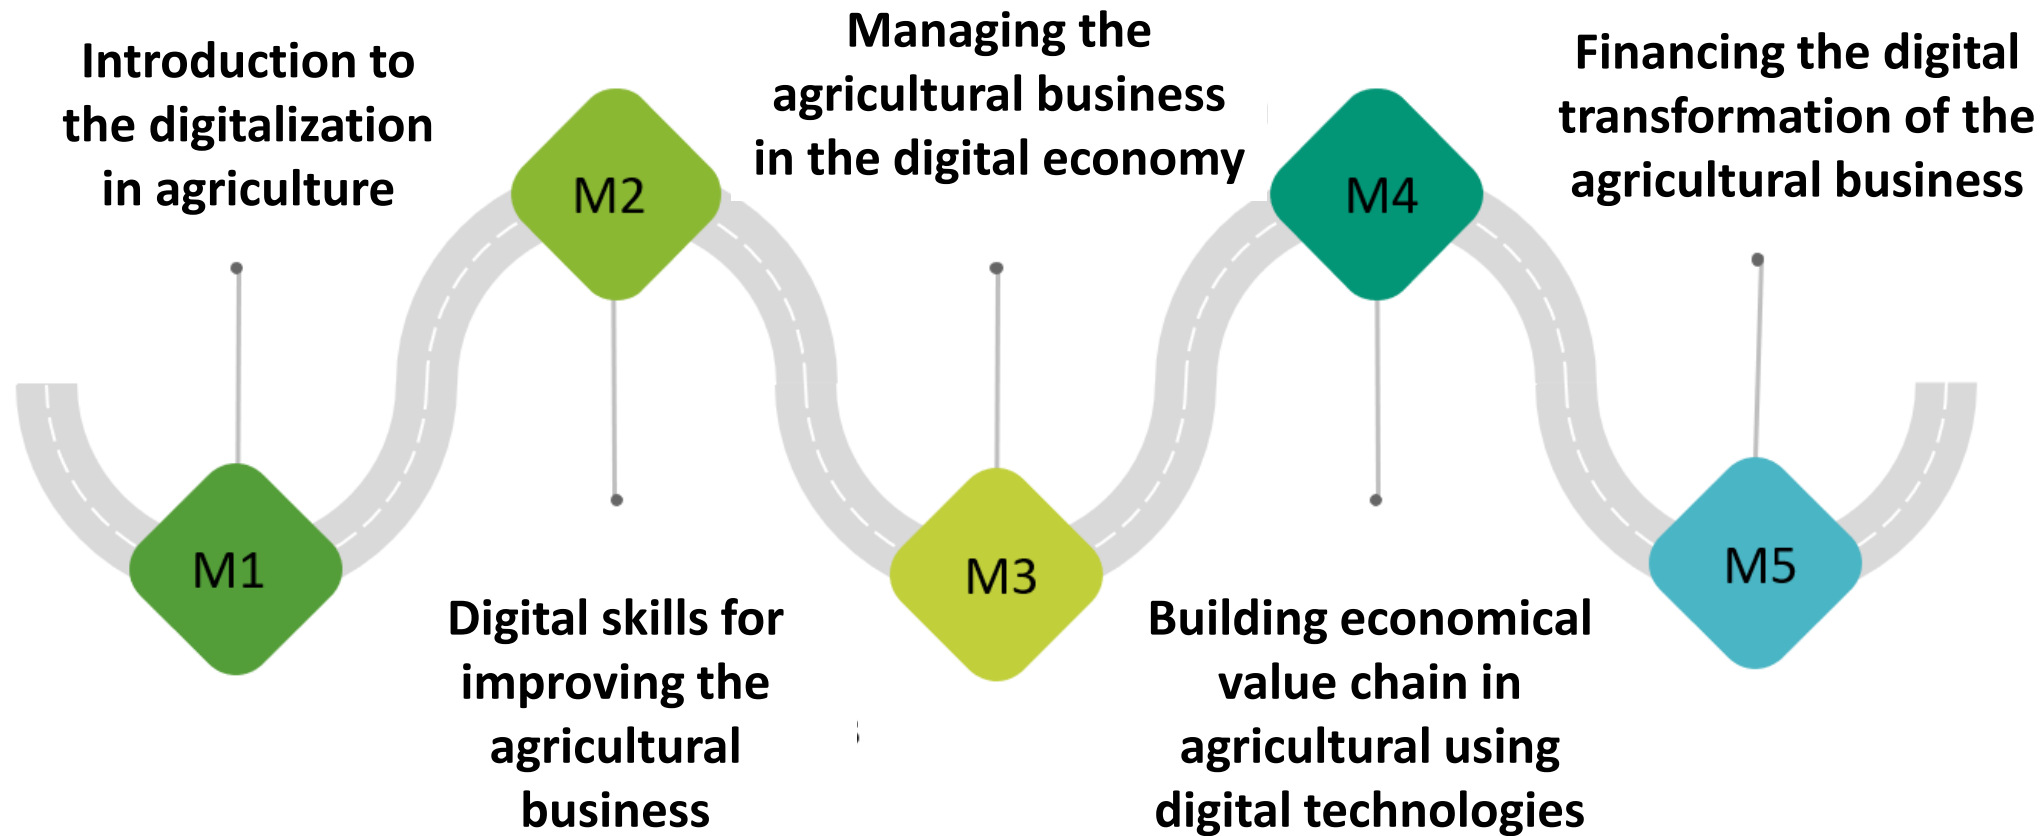 Introduction to
the digitalization
in agriculture
M1
M2
Digital skills for
improving the
agricultural
business
Managing the
agricultural business
in the digital economy
M3
M4
Building economical
value chain in
agricultural using
digital technologies
Financing the digital
transformation of the
agricultural business
M5